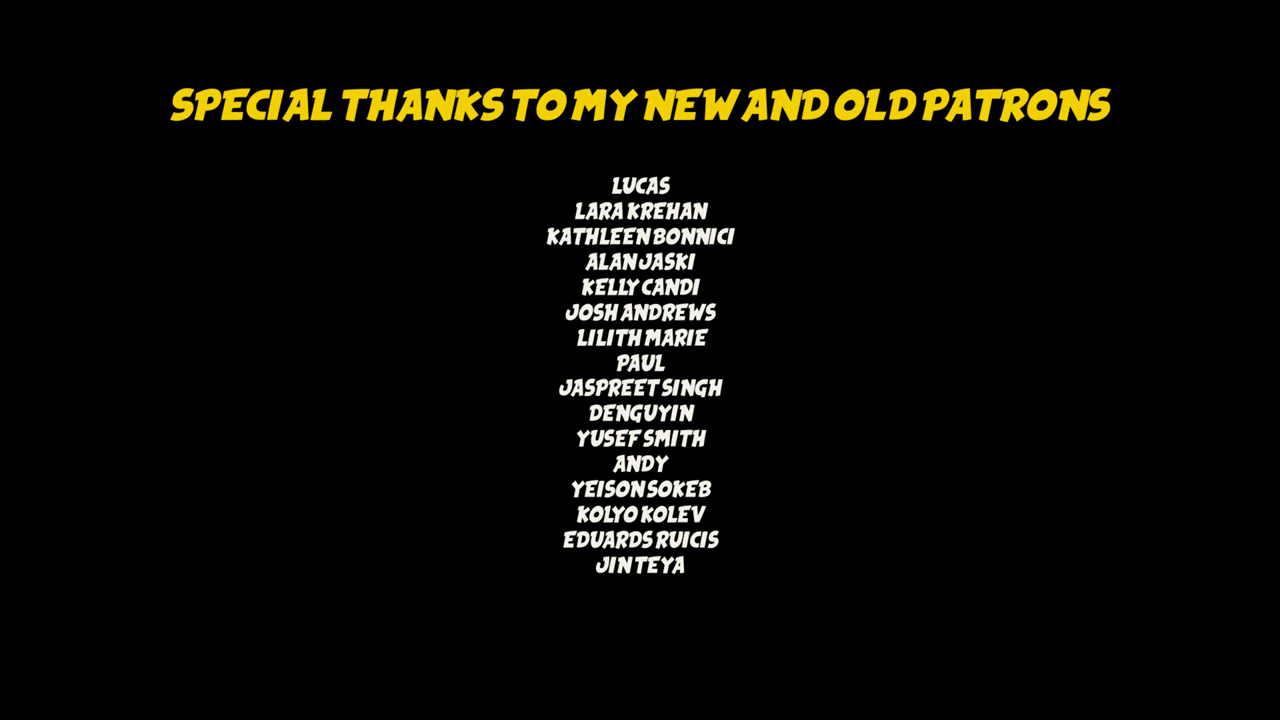 SPECIAL THANKS TO MY NEW AND OLD PATRONS
LUCAS
LARA KREHAN
KATHLEEN BONNICI
ALAN JASKI
KELLY CANDI
JOSH ANDREWS
LILITH MARIE
PAUL
JASPREET SINGH
DENGUYIN
YUSEF SMITH
ANDY
YEISON SOKEB
KOLYO KOLEV
EDUARDS RUICIS
JIN TEYA